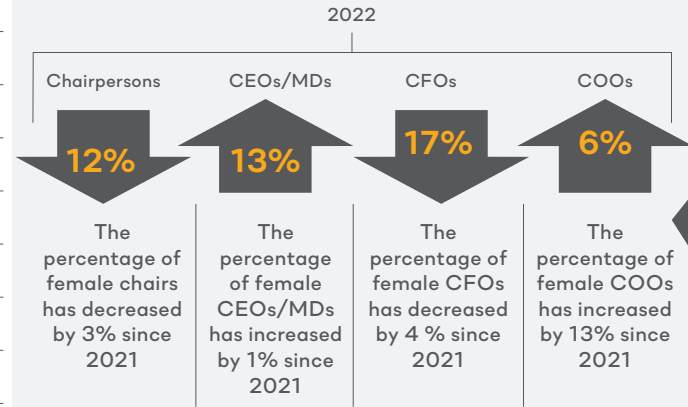 2022
Chairpersons
CEOs/MDs
CFOs
COOs
12%
13%
17%
6%
The
percentage of
female chairs
has decreased
by 3% since
2021
The
percentage
of female
CEOs/MDs
has increased
by 1% since
2021
The
percentage of
female CFOs
has decreased
by 4 % since
2021
The
percentage of
female COOs
has increased
by 13% since
2021